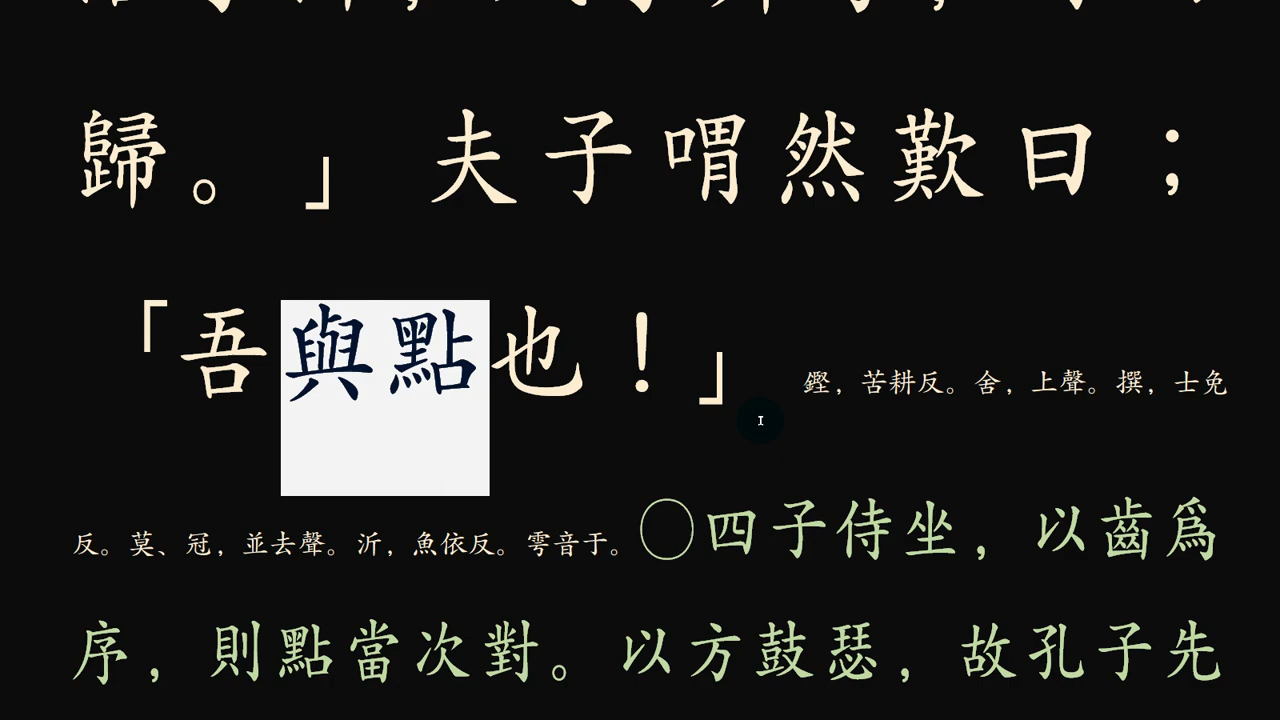 歸。」夫子喟然歎曰；
「吾與點也！」鏗，苦耕反。舍，上聲。撰，士免
反。莫、冠，並去聲。沂，魚依反。雩音于。◯四子侍坐，以齒爲
序，則點當次對。以方鼓瑟，故孔子先